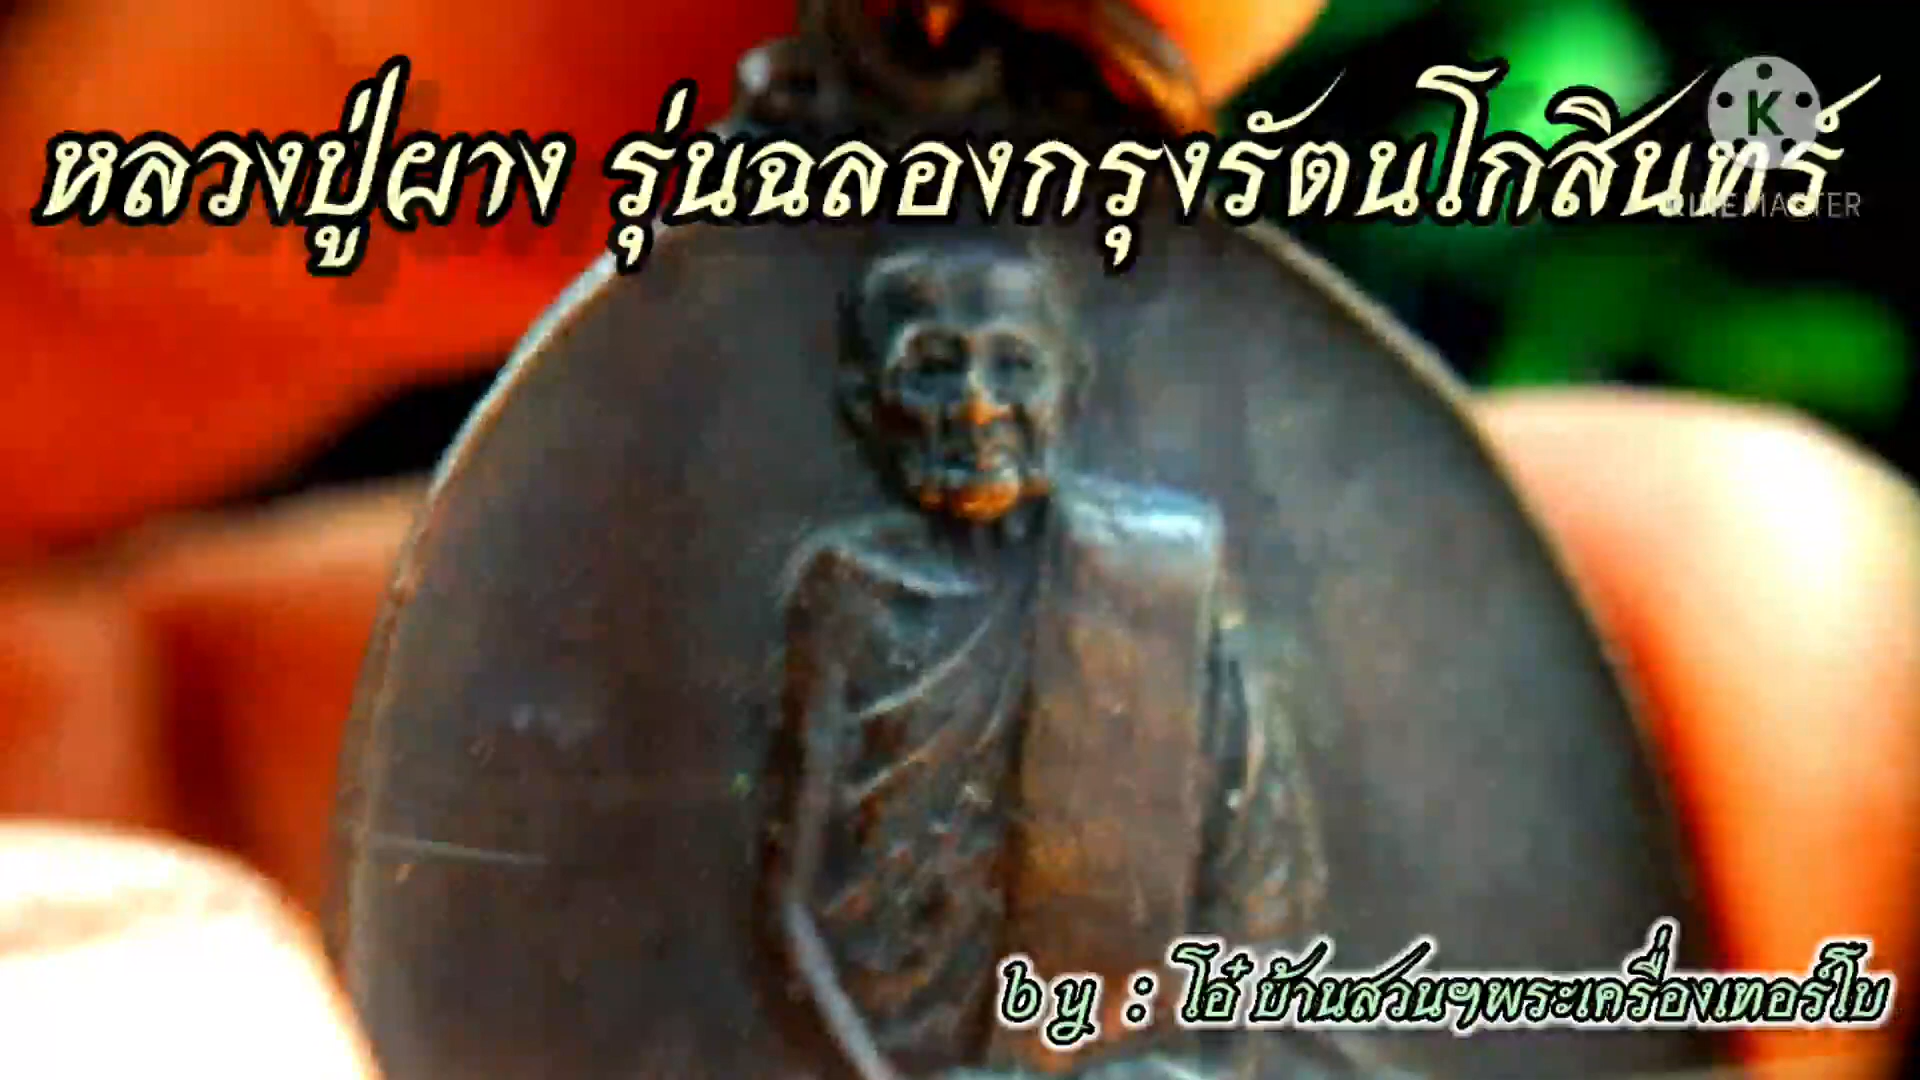 หลวงปู่ผาง รุ่นฉลองกรุงรัตนโกสินทร์
K
KINEMASTER
by : โอ๋ บ้านสวนฯพระเครื่องเทอร์โบ